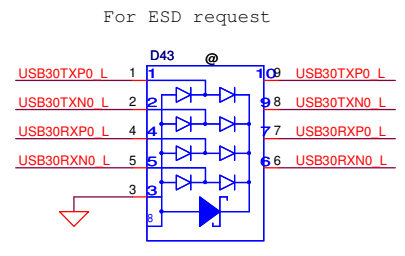 For ESD request
D43 @
USB30TXP0_L 1 1 10 9 USB30TXP0_L
USB30TXN0_L 2 2 9 8 USB30TXN0_L
USB30RXP0_L 4 4 7 7 USB30RXP0_L
USB30RXN0_L 5 5 6 6 USB30RXN0_L
3 3
8